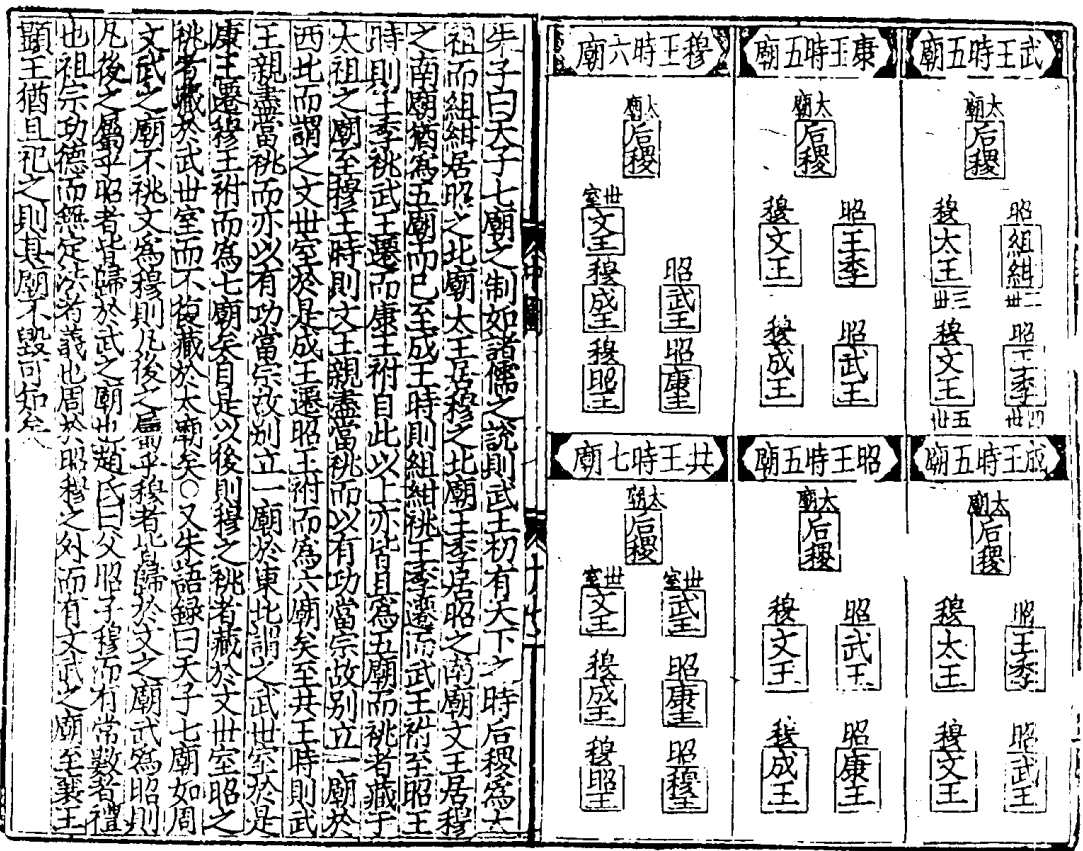 武王時五廟
太廟
后稷
昭
組紺
二世
穆
太王
三世
昭
王季
四世
穆
文王
五世
康王時五廟
太廟
后稷
昭
王季
穆
文王
昭
武王
穆
成王
穆王時六廟
太廟
后稷
世室
文王
昭
武王
穆
成王
昭
康王
穆
昭王
成王時五廟
太廟
后稷
昭
王季
穆
太王
昭
武王
穆
文王
昭王時五廟
太廟
后稷
昭
武王
穆
文王
昭
康王
穆
成王
共王時七廟
太廟
后稷
世室
武王
世室
文王
昭
康王
穆
成王
昭
穆王
穆
昭王
朱子曰天子七廟之制如諸儒之說則武王初有天下之時后稷為太
祖而組紺居昭之北廟太王居穆之北廟王季居昭之南廟文王居穆
之南廟猶為五廟而已至成王時則組紺祧王季遷而武王祔至昭王
時則王季祧武王遷而康王祔自此以上亦皆且為五廟而祧者藏于
大祖之廟至穆王時則文王親盡當祧而以有功當宗故別立一廟於
西北而謂之文世室於是成王遷昭王祔而為六廟矣至共王時則武
王親盡當祧而亦以有功當宗故別立一廟於東北謂之武世室於是
康王遷穆王祔而為七廟矣自是以後則穆之祧者藏於文世室昭之
祧者藏於武世室而不復藏於太廟矣○又朱語録曰天子七廟如周
文武之廟不祧文為穆則凡後之屬乎穆者皆歸於文之廟武為昭則
凡後之屬乎昭者皆歸於武之廟也趙氏曰父昭子穆而有常數者禮
也祖宗功德而無定法者義也周於昭穆之外而有文武之廟至襄王
顯王猶且祀之則其廟不毀可知矣